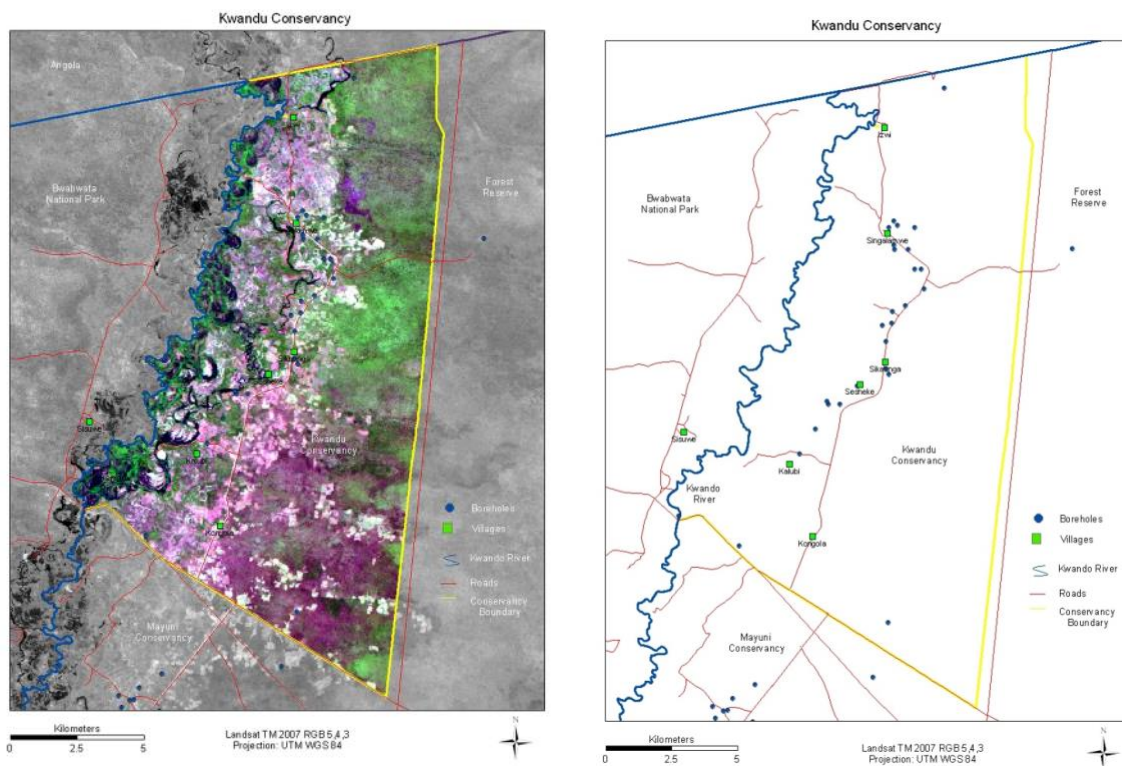 Kwandu Conservancy
Angola
Bwabwata
National Park
Forest
Reserve
Sisuwe
Kwandu
Conservancy
Kongola
Mayuni
Conservancy
Boreholes
Villages
Kwando River
Roads
Conservancy
Boundary
Kilometers
0 2.5 5
Landsat TM 2007 RGB 5,4,3
Projection: UTM WGS 84
N
Kwandu Conservancy
Bwabwata
National Park
Forest
Reserve
Sesheke
Sisuwe
Kalubi
Kwando
River
Kwandu
Conservancy
Kongola
Mayuni
Conservancy
Boreholes
Villages
Kwando River
Roads
Conservancy
Boundary
Kilometers
0 2.5 5
Landsat TM 2007 RGB 5,4,3
Projection: UTM WGS 84
N